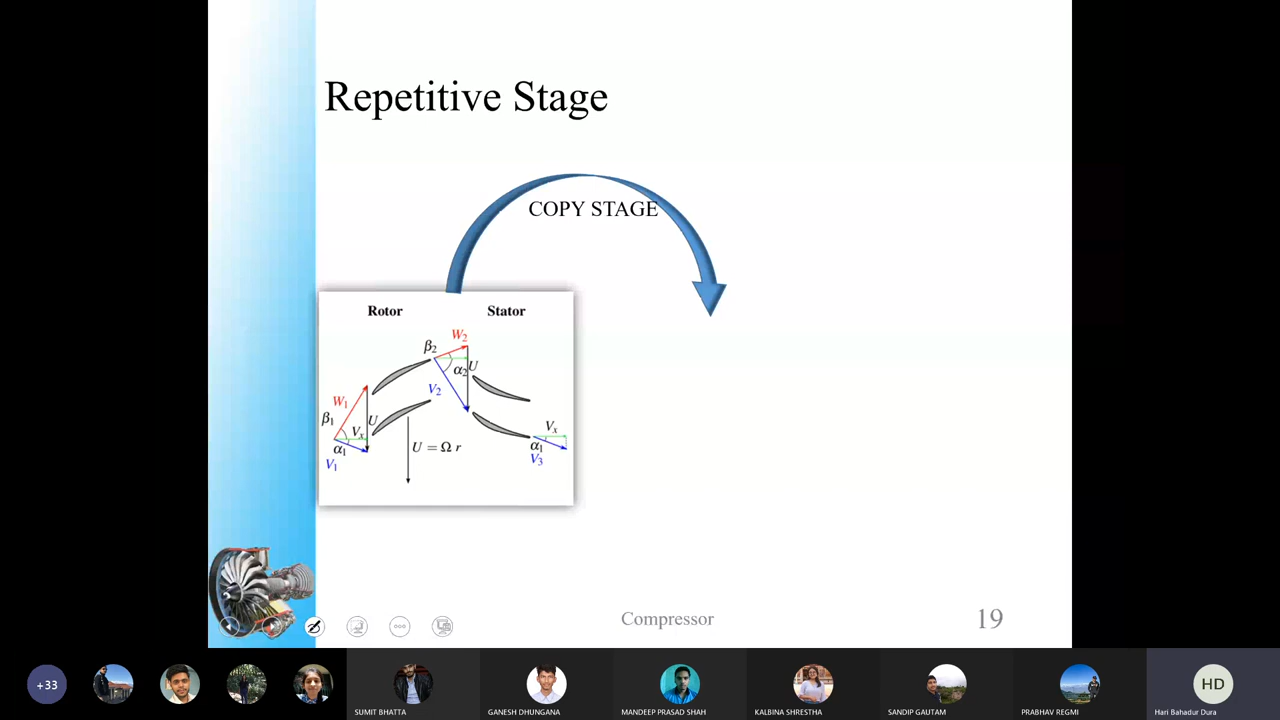 Repetitive Stage
COPY STAGE
Rotor
Stator
W2
β2
U
α2
V2
W1
β1
U
Vx
α1
V1
U = Ω r
Vx
α1
V3
Compressor
19
+33
SUMIT BHATTA
GANESH DHUNGANA
MANDEEP PRASAD SHAH
KALBINA SHRESTHA
SANDIP GAUTAM
PRABHAV REGMI
HD
Hari Bahadur Dura